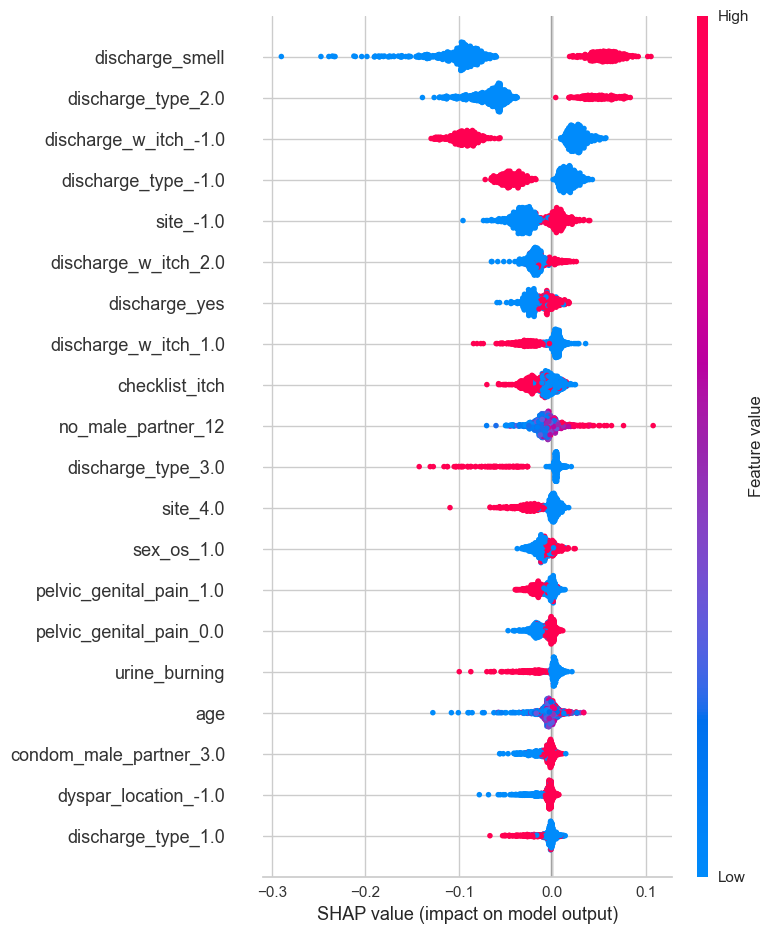 High
discharge_smell
discharge_type_2.0
discharge_w_itch_-1.0
discharge_type_-1.0
site_-1.0
discharge_w_itch_2.0
discharge_yes
discharge_w_itch_1.0
checklist_itch
no_male_partner_12
discharge_type_3.0
site_4.0
sex_os_1.0
pelvic_genital_pain_1.0
pelvic_genital_pain_0.0
urine_burning
age
condom_male_partner_3.0
dyspar_location_-1.0
discharge_type_1.0
Feature value
Low
−0.3 −0.2 −0.1 0.0 0.1
SHAP value (impact on model output)